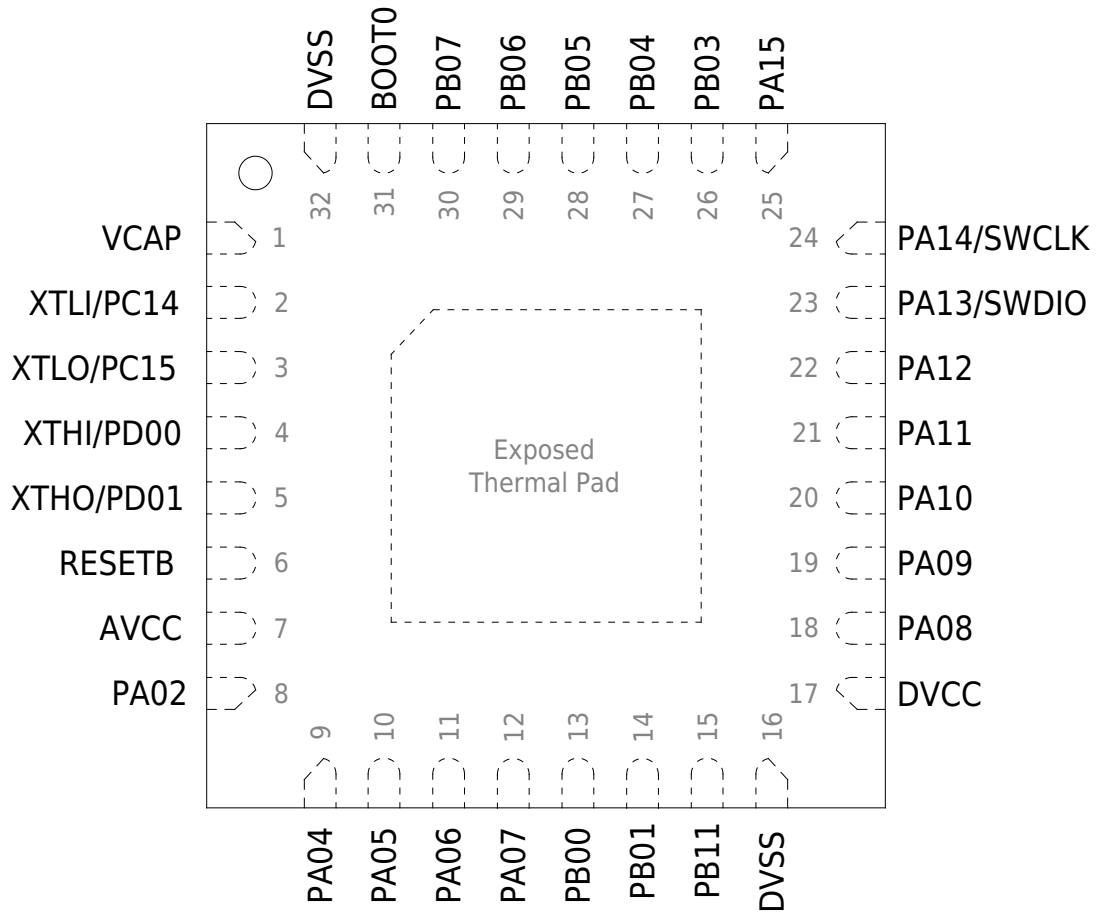 DVSS
BOOT0
PB07
PB06
PB05
PB04
PB03
PA15
32
31
30
29
28
27
26
25
VCAP 1
24 PA14/SWCLK
XTLI/PC14 2
23 PA13/SWDIO
XTLO/PC15 3
22 PA12
XTHI/PD00 4
21 PA11
Exposed
Thermal Pad
XTHO/PD01 5
20 PA10
RESETB 6
19 PA09
AVCC 7
18 PA08
PA02 8
17 DVCC
9
10
11
12
13
14
15
16
PA04
PA05
PA06
PA07
PB00
PB01
PB11
DVSS